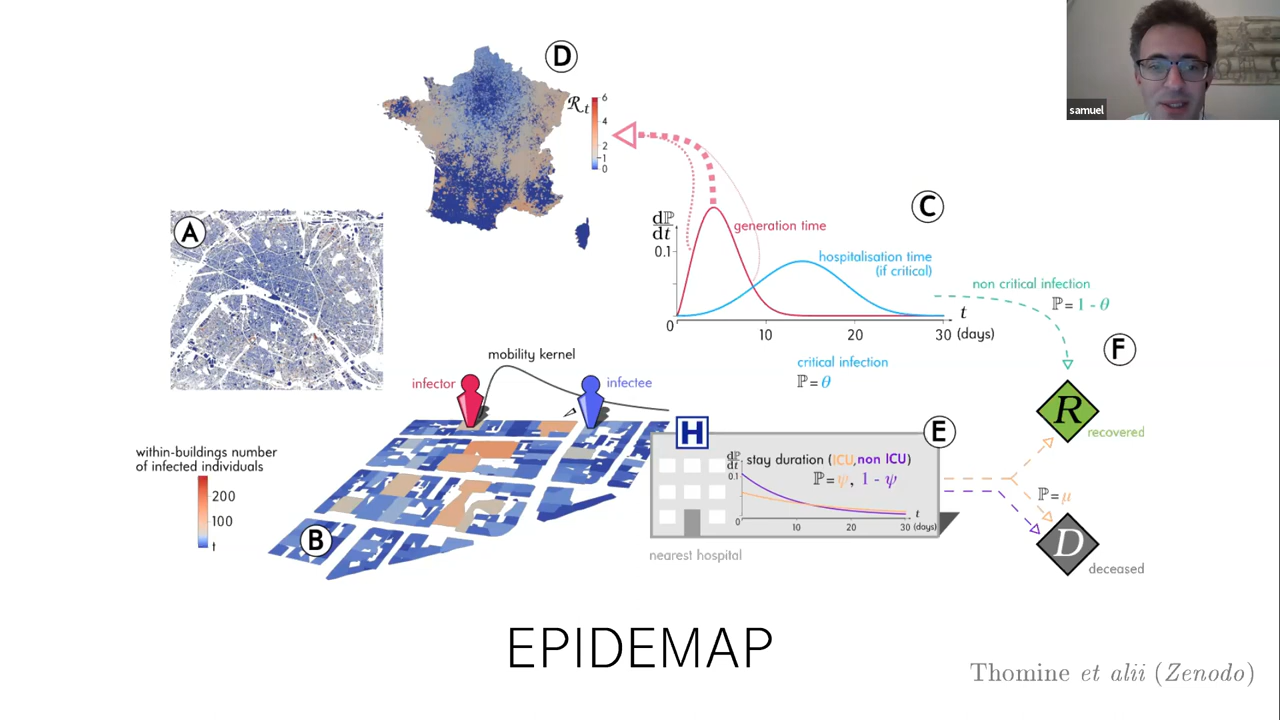 samuel
D
ℛt
6
4
2
1
0
A
C
dℙ
dt
0.1
generation time
hospitalisation time
(if critical)
0
10
20
30
t
(days)
non critical infection
ℙ = 1 - θ
F
critical infection
ℙ = θ
mobility kernel
infector
infectee
R
recovered
H
E
dℙ
dt
0.1
stay duration (ICU, non ICU)
ℙ = ψ, 1 - ψ
0
10
20
30
t
(days)
ℙ = μ
D
deceased
nearest hospital
within-buildings number
of infected individuals
200
100
1
B
EPIDEMAP
Thomine et alii (Zenodo)